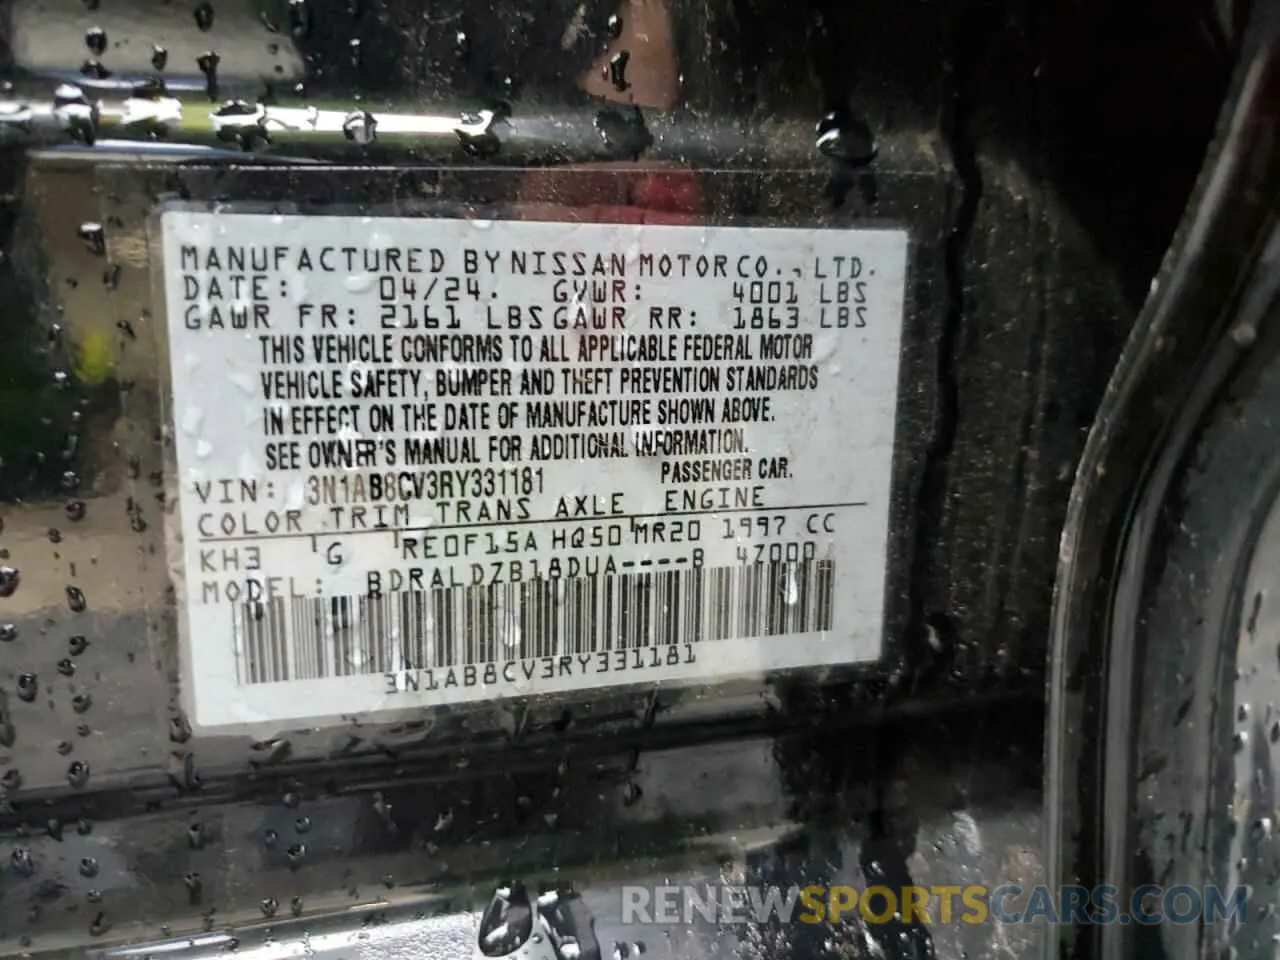 MANUFACTURED BY NISSAN MOTOR CO., LTD.
DATE: 04/24. GVWR: 4001 LBS
GAWR FR: 2161 LBS GAWR RR: 1863 LBS
THIS VEHICLE CONFORMS TO ALL APPLICABLE FEDERAL MOTOR
VEHICLE SAFETY, BUMPER AND THEFT PREVENTION STANDARDS
IN EFFECT ON THE DATE OF MANUFACTURE SHOWN ABOVE.
SEE OWNER'S MANUAL FOR ADDITIONAL INFORMATION.
VIN: 3N1AB8CV3RY331181 PASSENGER CAR.
COLOR TRIM TRANS AXLE ENGINE
KH3 G RE0F15A HQ50 MR20 1997 CC
MODEL: BDRALDZB18DUA----B 4Z000
3N1AB8CV3RY331181
RENEWSPORTSCARS.COM